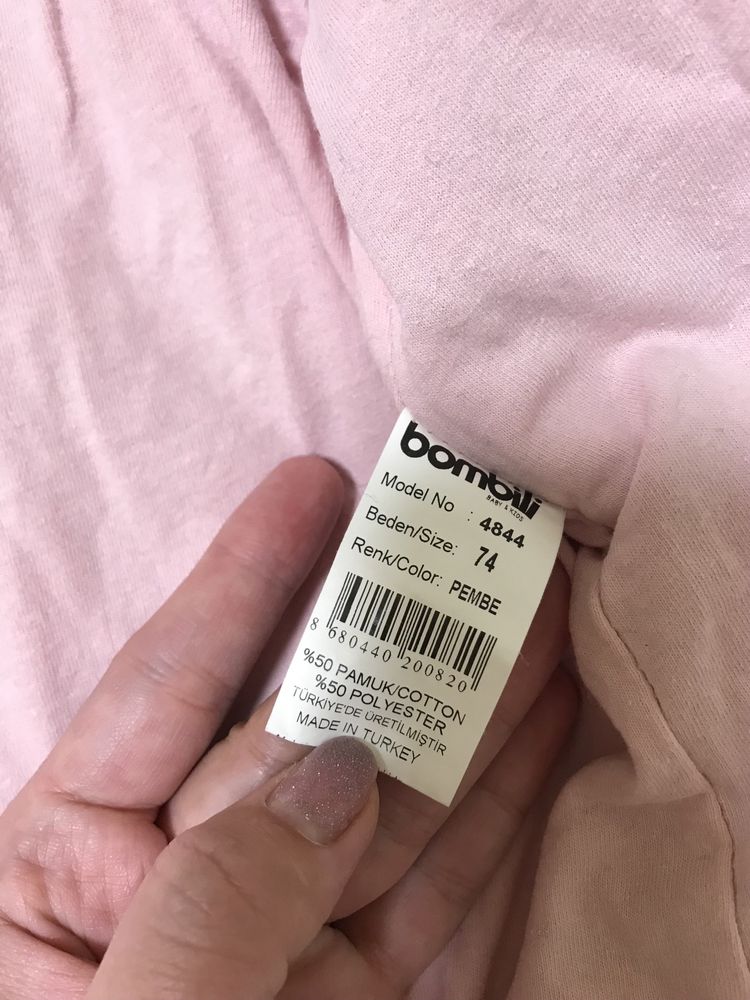 bombili
BABY & KIDS
Model No : 4844
Beden/Size: 74
Renk/Color: PEMBE
8 680440 200820
%50 PAMUK/COTTON
%50 POLYESTER
TÜRKİYE'DE ÜRETİLMİŞTİR
MADE IN TURKEY